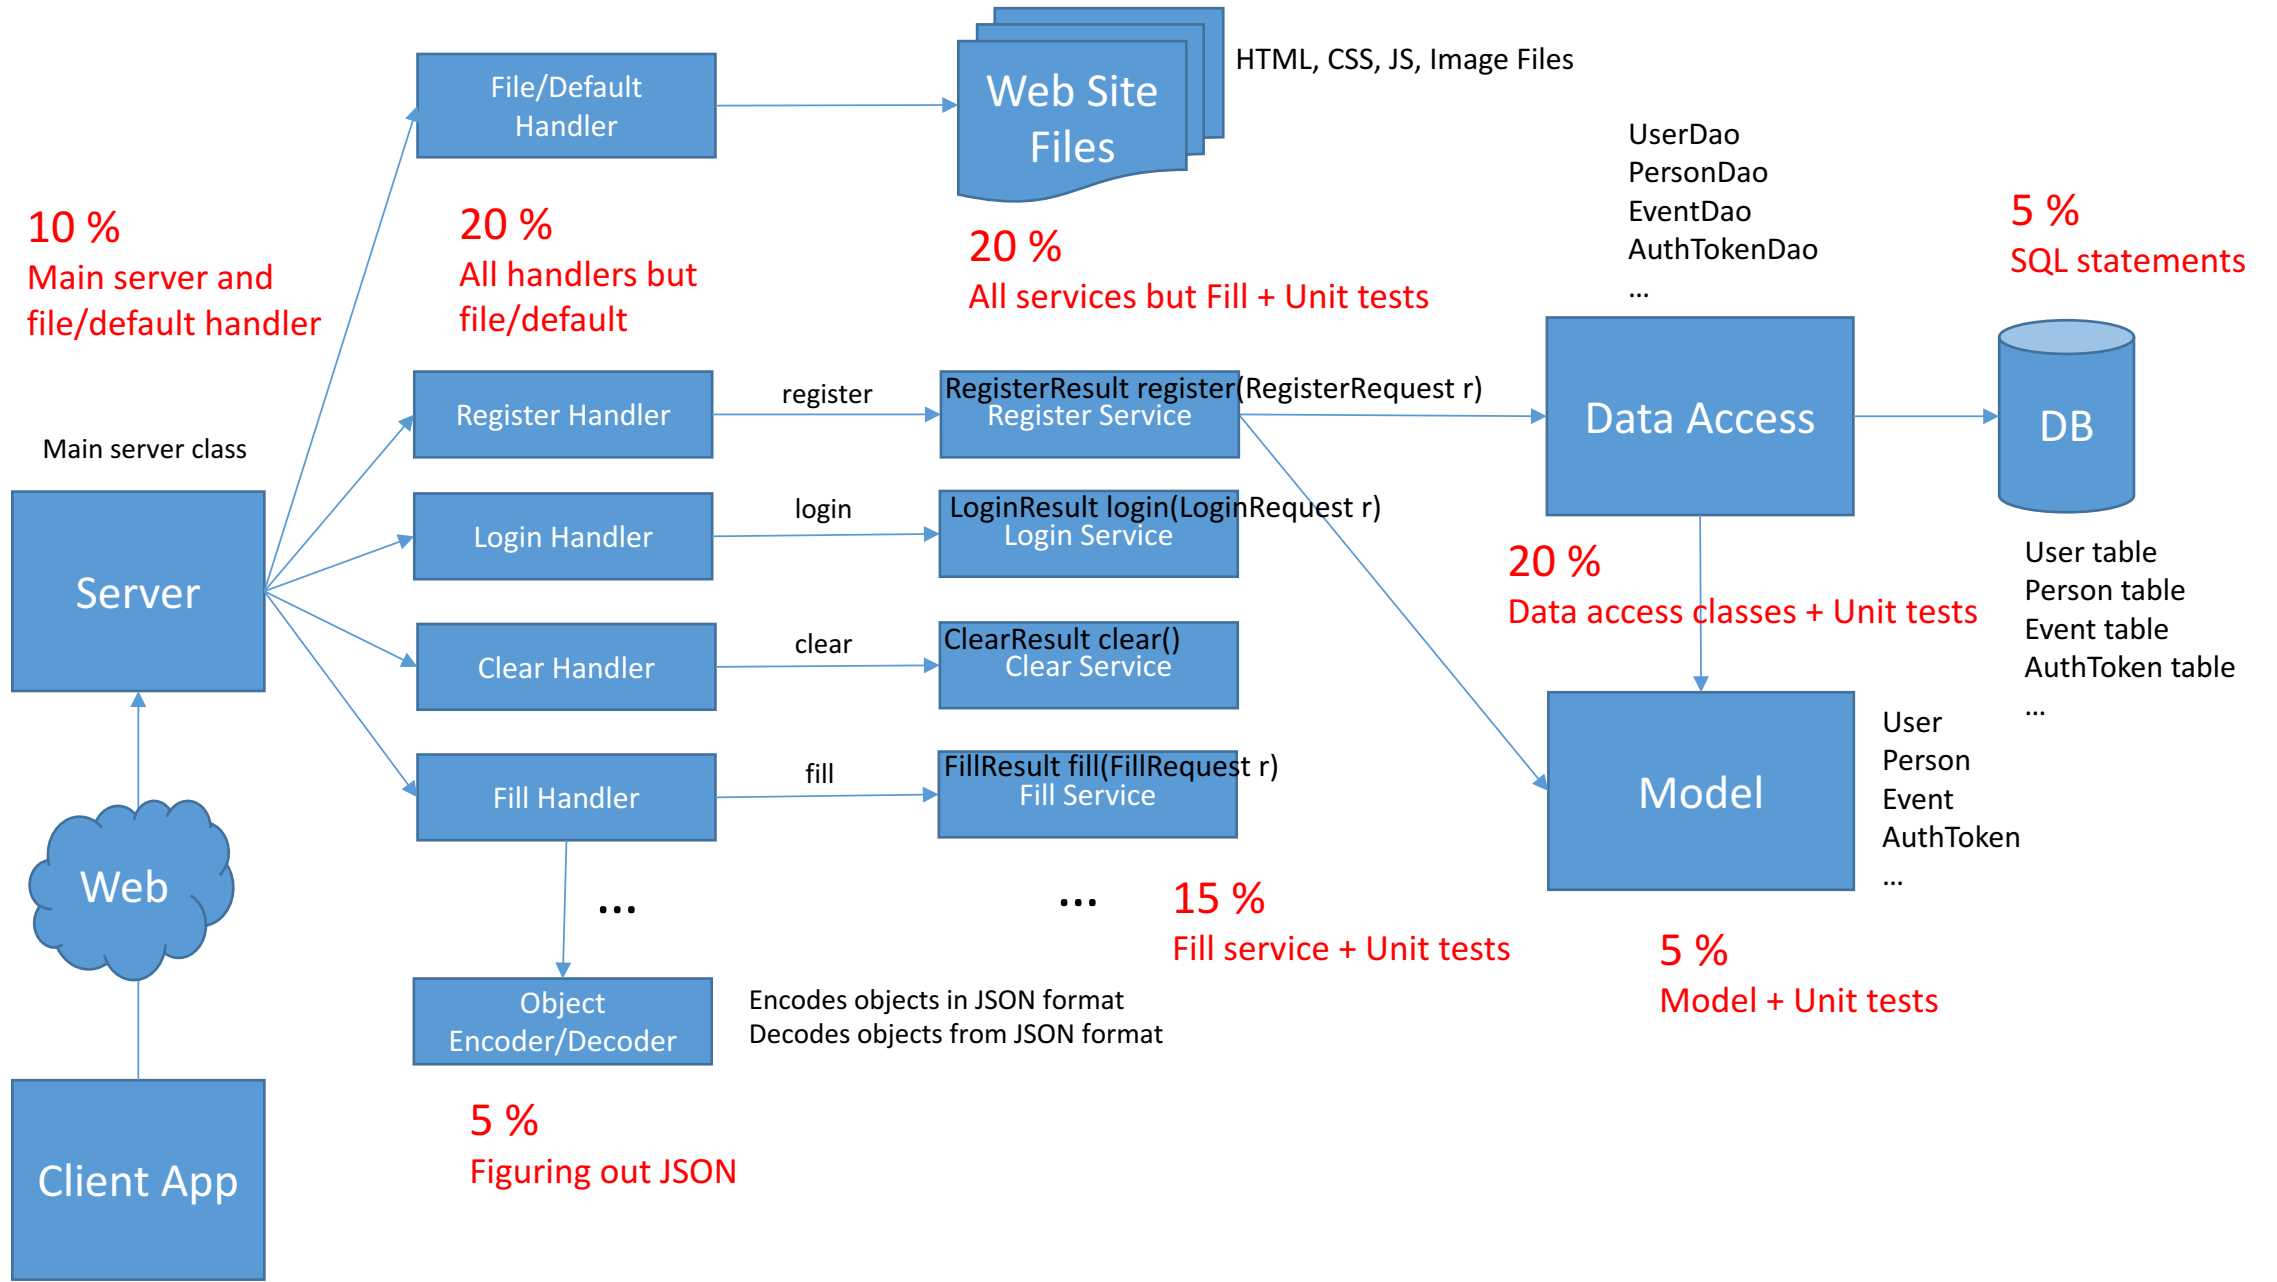 File/Default
Handler
Web Site
Files
HTML, CSS, JS, Image Files
UserDao
PersonDao
EventDao
AuthTokenDao
...
10 %
Main server and
file/default handler
20 %
All handlers but
file/default
20 %
All services but Fill + Unit tests
5 %
SQL statements
Main server class
Server
Register Handler
register
RegisterResult register(RegisterRequest r)
Register Service
Data Access
DB
Login Handler
login
LoginResult login(LoginRequest r)
Login Service
20 %
Data access classes + Unit tests
User table
Person table
Event table
AuthToken table
...
Clear Handler
clear
ClearResult clear()
Clear Service
Fill Handler
fill
FillResult fill(FillRequest r)
Fill Service
Model
User
Person
Event
AuthToken
...
Web
...
...
15 %
Fill service + Unit tests
5 %
Model + Unit tests
Object
Encoder/Decoder
Encodes objects in JSON format
Decodes objects from JSON format
5 %
Figuring out JSON
Client App